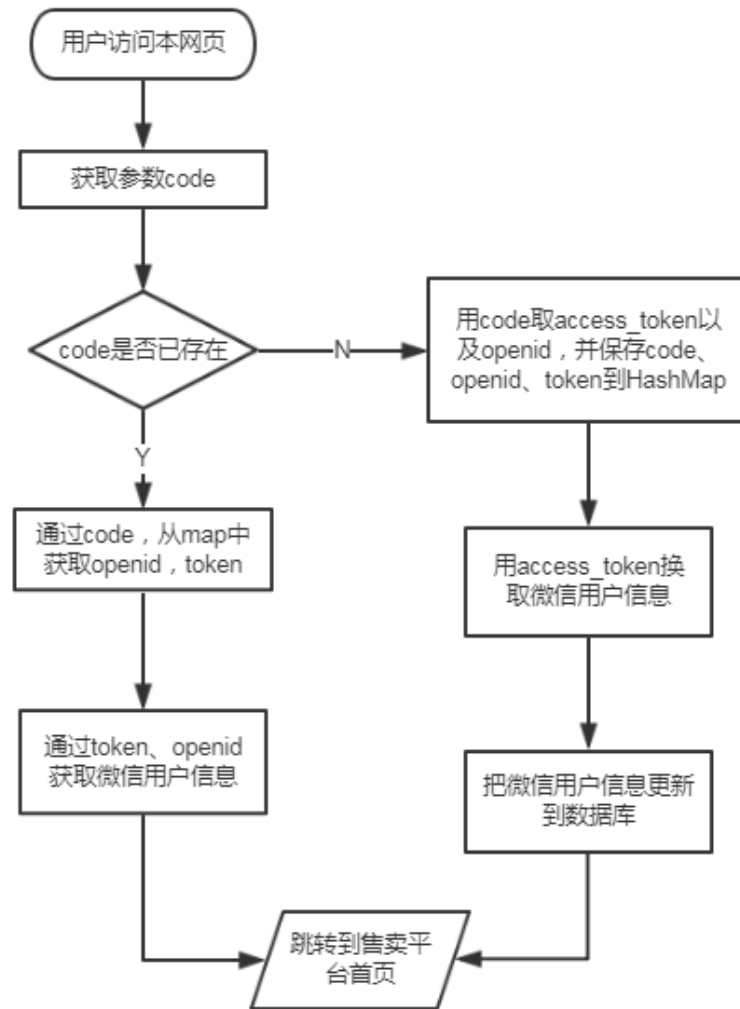 用户访问本网页
获取参数code
code是否已存在
N
用code取access_token以
及openid，并保存code、
openid、token到HashMap
Y
通过code，从map中
获取openid，token
用access_token换
取微信用户信息
通过token、openid
获取微信用户信息
把微信用户信息更新
到数据库
跳转到售卖平
台首页